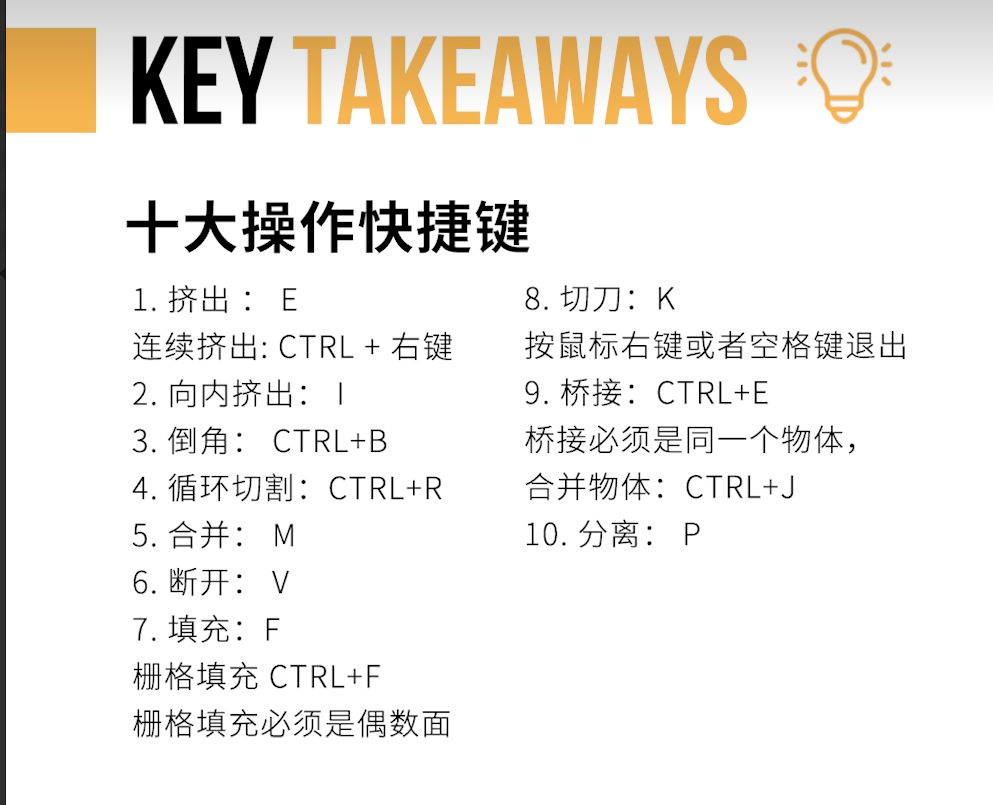 KEY TAKEAWAYS
十大操作快捷键
1. 挤出： E
连续挤出: CTRL + 右键
2. 向内挤出： I
3. 倒角： CTRL+B
4. 循环切割：CTRL+R
5. 合并： M
6. 断开： V
7. 填充：F
栅格填充 CTRL+F
栅格填充必须是偶数面
8. 切刀：K
按鼠标右键或者空格键退出
9. 桥接：CTRL+E
桥接必须是同一个物体，
合并物体：CTRL+J
10. 分离： P